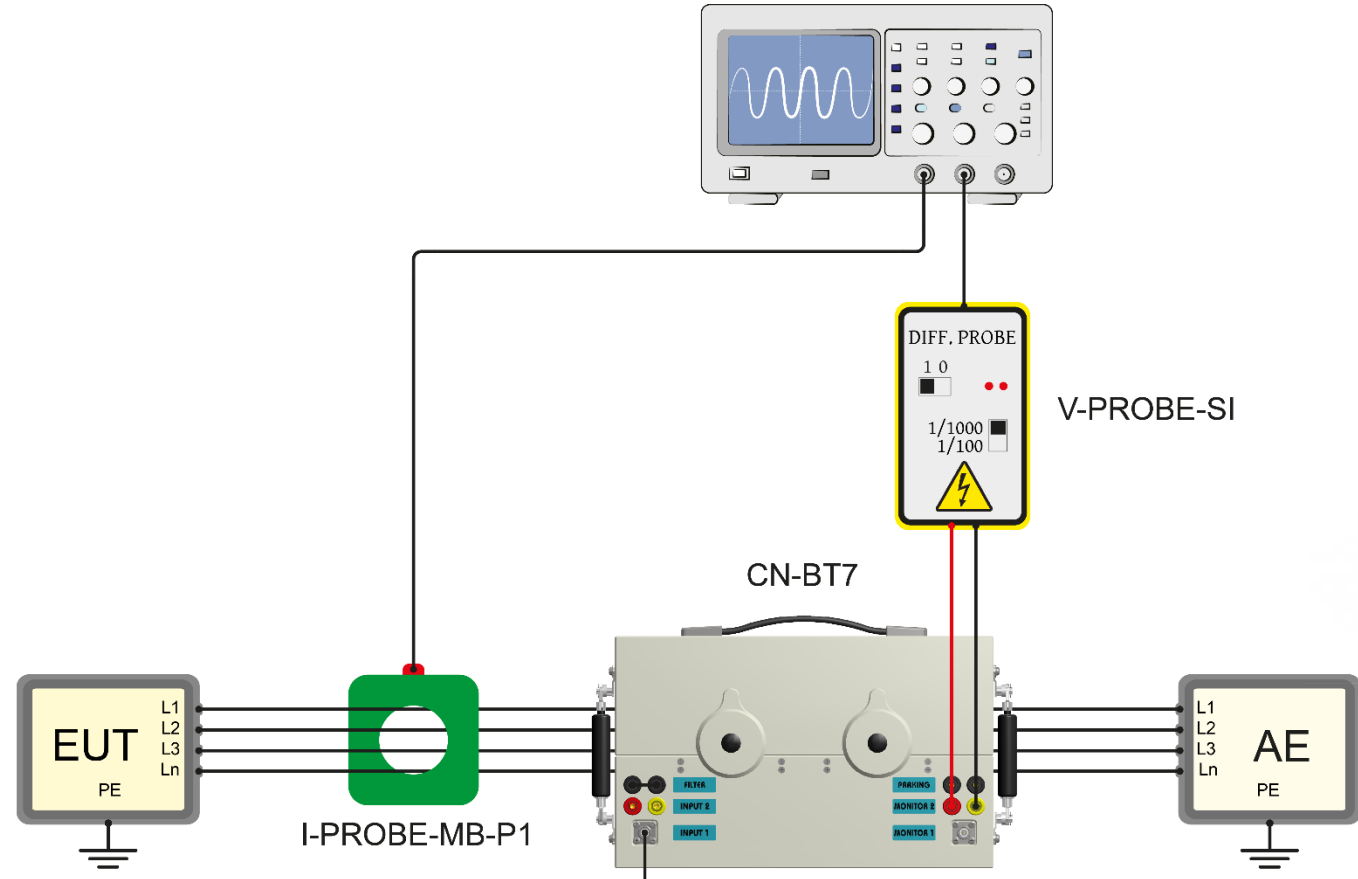 DIFF. PROBE
1 0
1/1000
1/100
V-PROBE-SI
CN-BT7
EUT
L1
L2
L3
Ln
PE
I-PROBE-MB-P1
FILTER
INPUT 2
INPUT 1
PARKING
MONITOR 2
MONITOR 1
L1
L2
L3
Ln
AE
PE